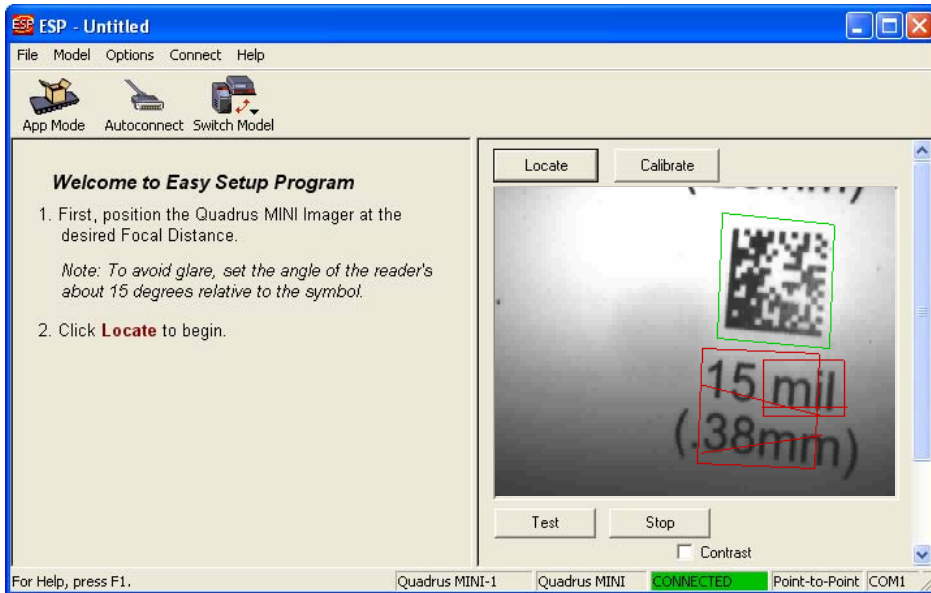 ESP - Untitled
File Model Options Connect Help
App Mode Autoconnect Switch Model
Welcome to Easy Setup Program
1. First, position the Quadrus MINI Imager at the
desired Focal Distance.
Note: To avoid glare, set the angle of the reader's
about 15 degrees relative to the symbol.
2. Click Locate to begin.
Locate Calibrate
15 mil
(.38mm)
Test Stop
Contrast
For Help, press F1. Quadrus MINI-1 Quadrus MINI CONNECTED Point-to-Point COM1